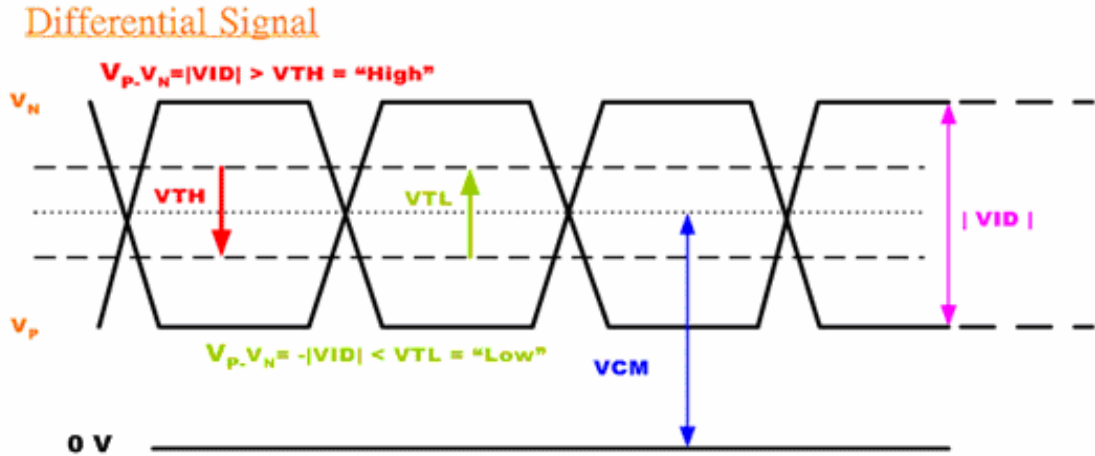 Differential Signal
VP-VN=|VID| > VTH = “High”
VN
VTH
VTL
| VID |
VP
VP-VN= -|VID| < VTL = “Low”
VCM
0 V